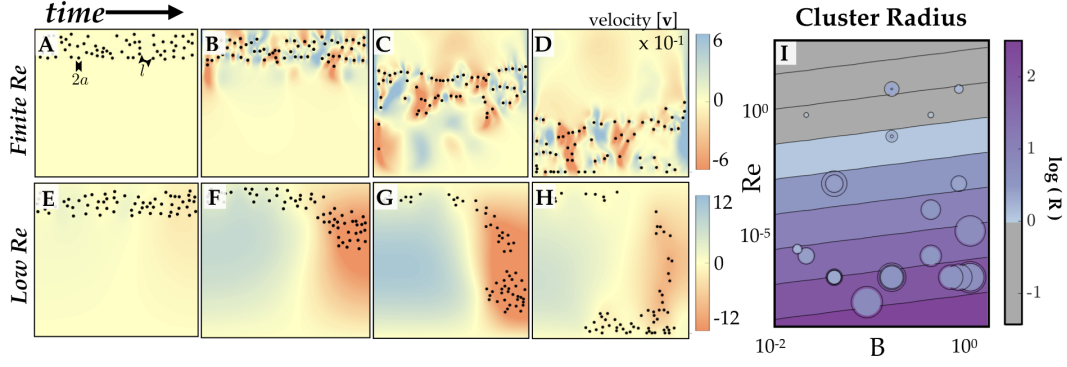 time
velocity [v]
x 10⁻¹
Finite Re
A
2a
l
B
C
D
6
0
-6
Low Re
E
F
G
H
12
0
-12
Cluster Radius
I
Re
10⁰
10⁻⁵
10⁻²
B
10⁰
2
1
0
-1
log ( R )